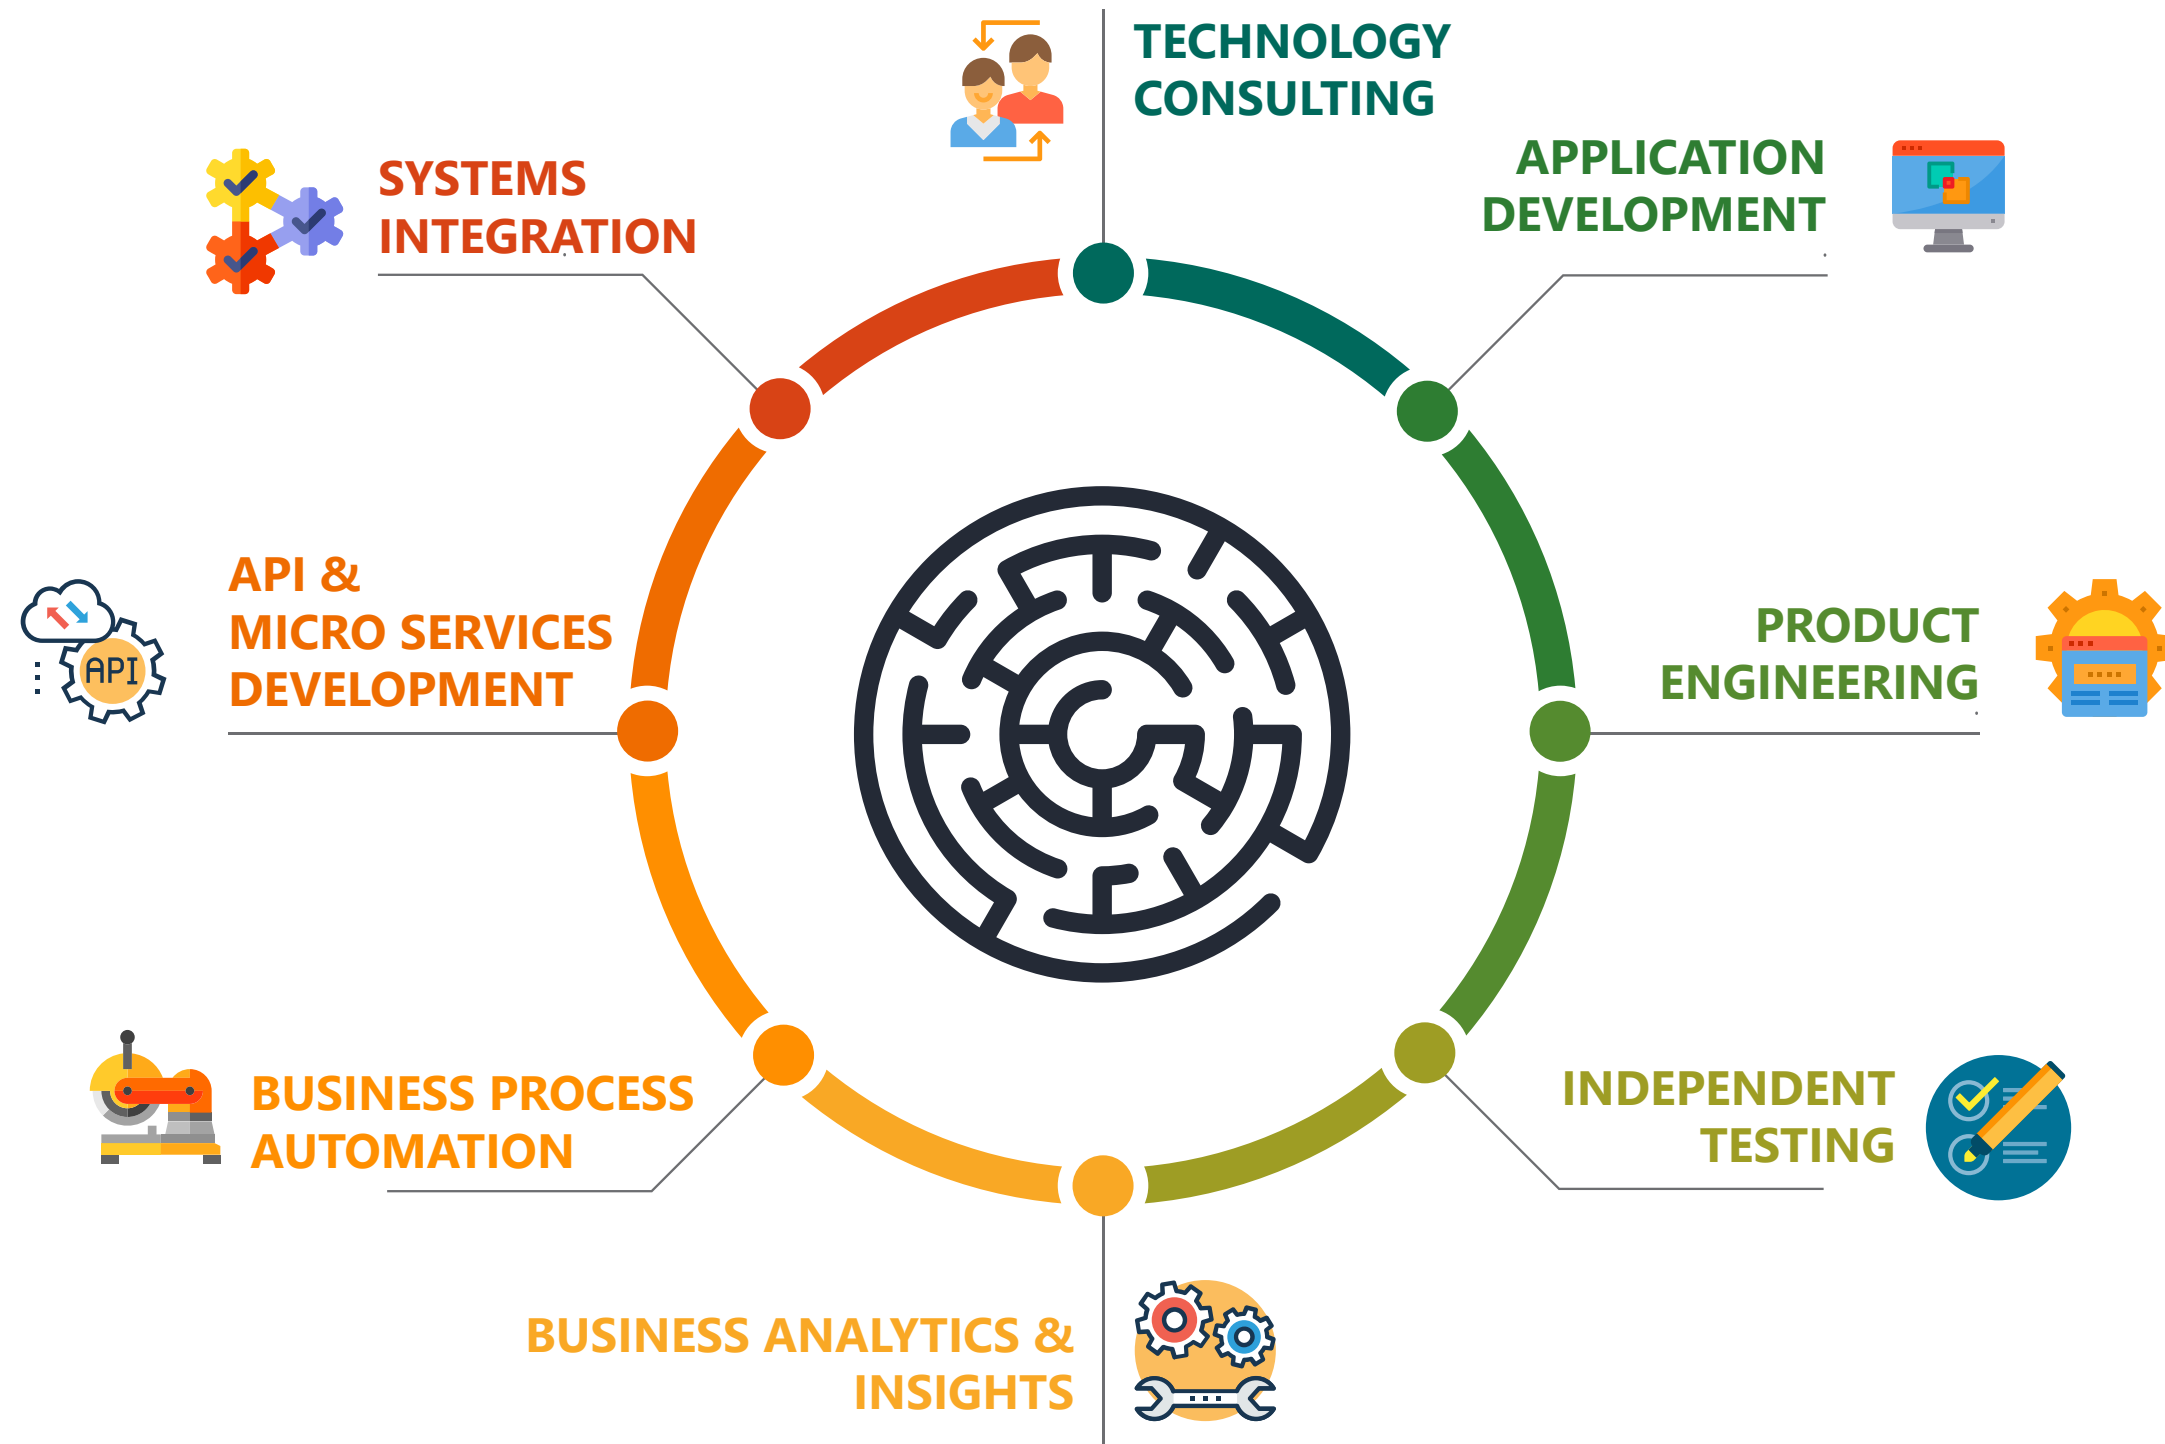 TECHNOLOGY
CONSULTING
APPLICATION
DEVELOPMENT
SYSTEMS
INTEGRATION
API &
MICRO SERVICES
DEVELOPMENT
API
PRODUCT
ENGINEERING
BUSINESS PROCESS
AUTOMATION
INDEPENDENT
TESTING
BUSINESS ANALYTICS &
INSIGHTS